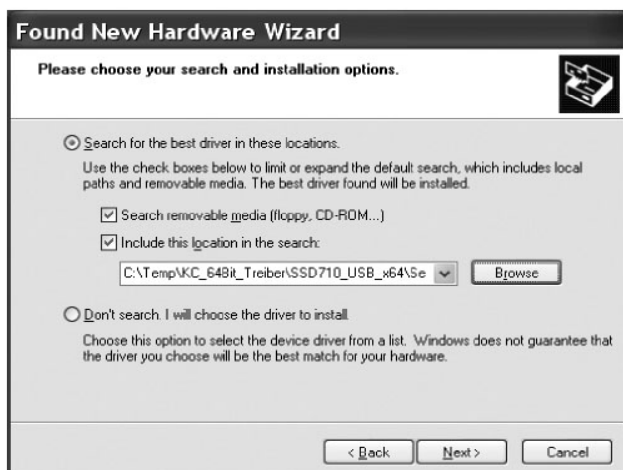 Found New Hardware Wizard
Please choose your search and installation options.
Search for the best driver in these locations.
Use the check boxes below to limit or expand the default search, which includes local
paths and removable media. The best driver found will be installed.
Search removable media (floppy, CD-ROM...)
Include this location in the search:
C:\Temp\KC_64Bit_Treiber\SSD710_USB_x64\Se
Browse
Don't search. I will choose the driver to install.
Choose this option to select the device driver from a list. Windows does not guarantee that
the driver you choose will be the best match for your hardware.
< Back
Next >
Cancel